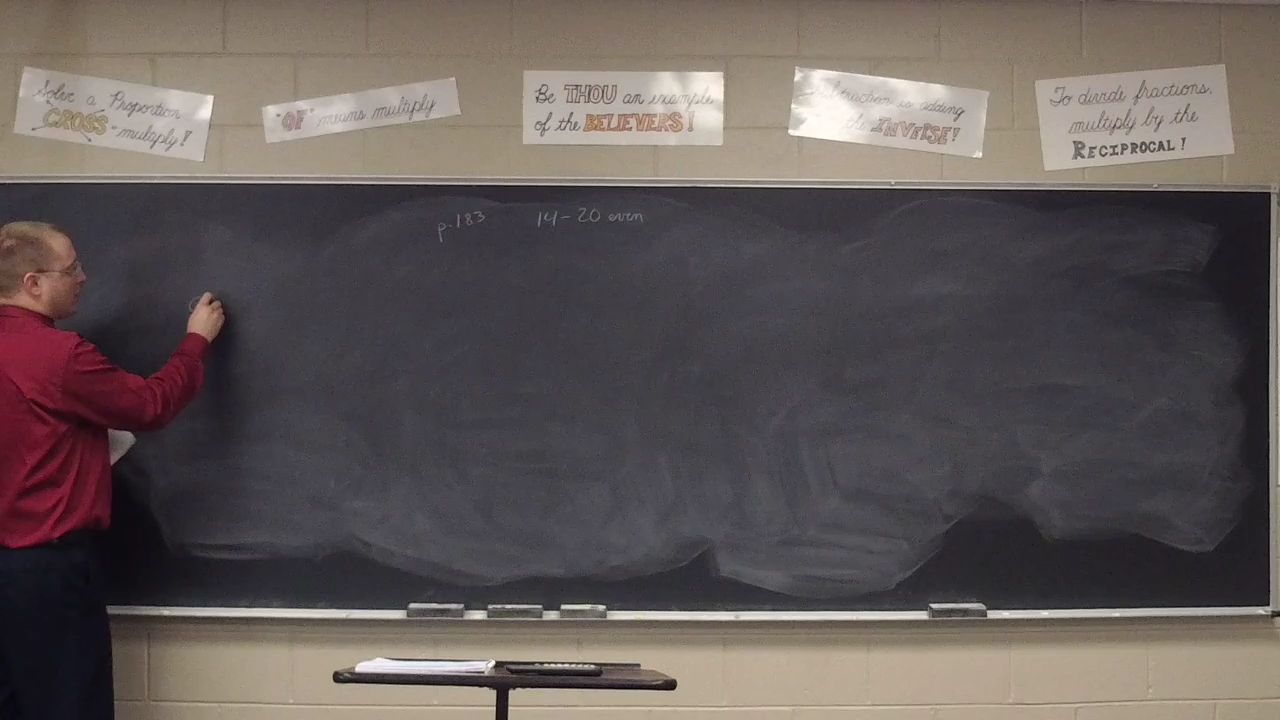 Solve a Proportion
"CROSS" multiply!
"OF" means multiply
Be THOU an example
of the BELIEVERS!
Subtraction is adding
the INVERSE!
To divide fractions,
multiply by the
RECIPROCAL!
p.183 14-20 even